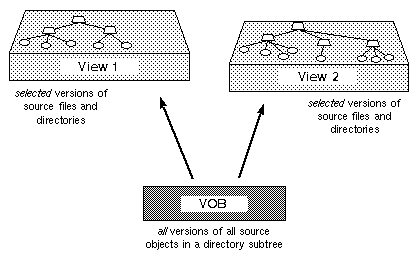 View 1
selected versions of
source files and
directories
View 2
selected versions of
source files and
directories
VOB
all versions of all source
objects in a directory subtree